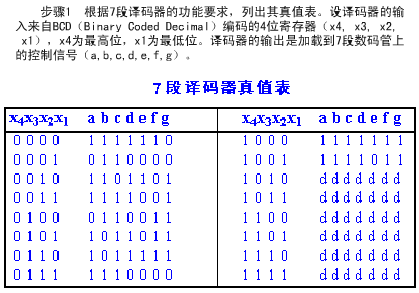 步骤1 根据7段译码器的功能要求，列出其真值表。设译码器的输
入来自BCD（Binary Coded Decimal）编码的4位寄存器（x4, x3, x2,
x1），x4为最高位，x1为最低位。译码器的输出是加载到7段数码管上
的控制信号（a,b,c,d,e,f,g）。
7段译码器真值表
x4x3x2x1 a b c d e f g x4x3x2x1 a b c d e f g
0 0 0 0 1 1 1 1 1 1 0 1 0 0 0 1 1 1 1 1 1 1
0 0 0 1 0 1 1 0 0 0 0 1 0 0 1 1 1 1 1 0 1 1
0 0 1 0 1 1 0 1 1 0 1 1 0 1 0 d d d d d d d
0 0 1 1 1 1 1 1 0 0 1 1 0 1 1 d d d d d d d
0 1 0 0 0 1 1 0 0 1 1 1 1 0 0 d d d d d d d
0 1 0 1 1 0 1 1 0 1 1 1 1 0 1 d d d d d d d
0 1 1 0 1 0 1 1 1 1 1 1 1 1 0 d d d d d d d
0 1 1 1 1 1 1 0 0 0 0 1 1 1 1 d d d d d d d